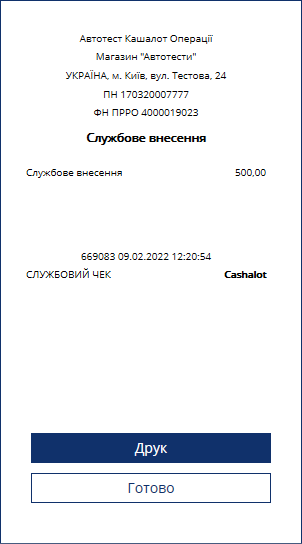 Автотест Кашалот Операції
Магазин "Автотести"
УКРАЇНА, м. Київ, вул. Тестова, 24
ПН 170320007777
ФН ПРРО 4000019023
Службове внесення
Службове внесення 500,00
669083 09.02.2022 12:20:54
СЛУЖБОВИЙ ЧЕК Cashalot
Друк
Готово